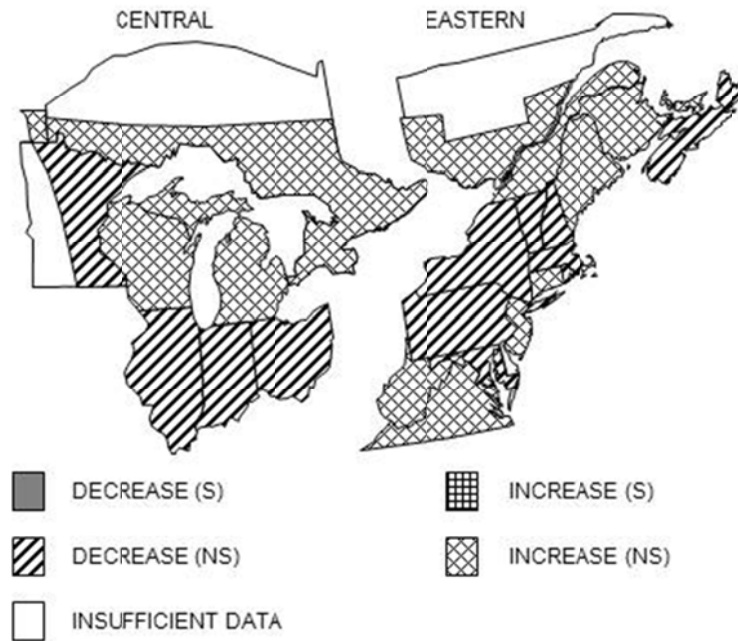 CENTRAL
EASTERN
DECREASE (S)
INCREASE (S)
DECREASE (NS)
INCREASE (NS)
INSUFFICIENT DATA